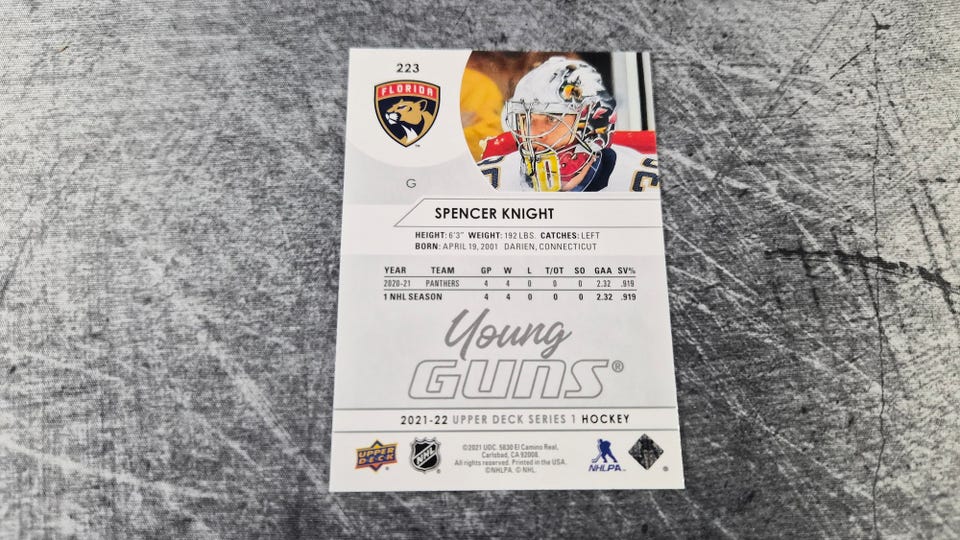 223
FLORIDA
G
SPENCER KNIGHT
HEIGHT: 6'3" WEIGHT: 192 LBS. CATCHES: LEFT
BORN: APRIL 19, 2001 DARIEN, CONNECTICUT
YEAR TEAM GP W L T/OT SO GAA SV%
2020-21 PANTHERS 4 4 0 0 0 2.32 .919
1 NHL SEASON 4 4 0 0 0 2.32 .919
Young
GUNS®
2021-22 UPPER DECK SERIES 1 HOCKEY
UPPER
DECK
NHL
©2021 UDC. 5830 El Camino Real,
Carlsbad, CA 92008.
All rights reserved. Printed in the USA.
©NHLPA. © NHL.
NHLPA™
®